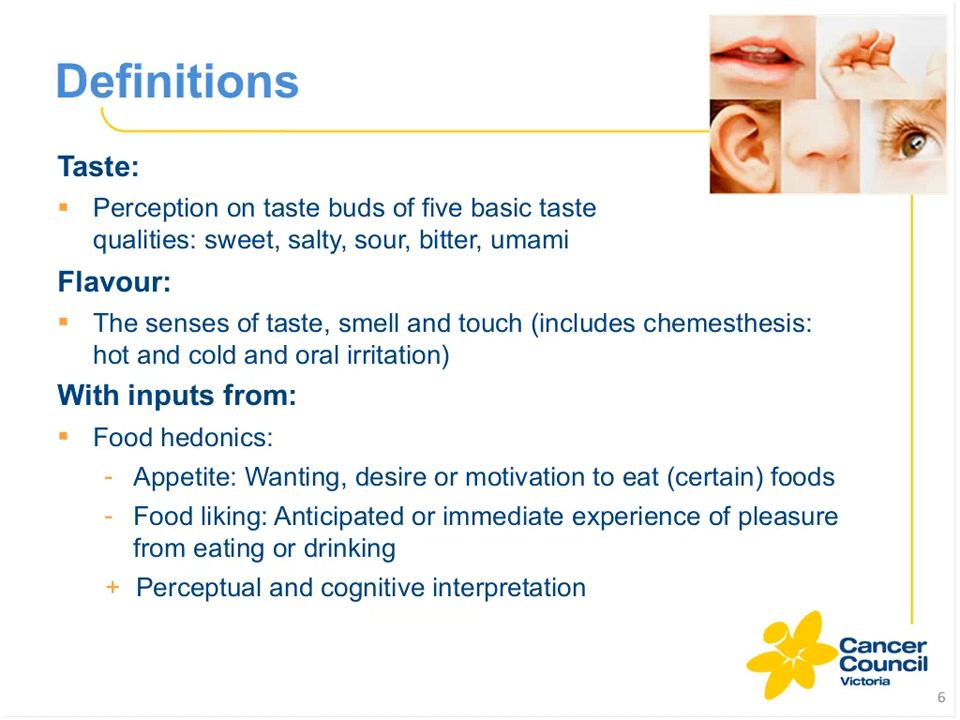 Definitions
Taste:
▪ Perception on taste buds of five basic taste
qualities: sweet, salty, sour, bitter, umami
Flavour:
▪ The senses of taste, smell and touch (includes chemesthesis:
hot and cold and oral irritation)
With inputs from:
▪ Food hedonics:
- Appetite: Wanting, desire or motivation to eat (certain) foods
- Food liking: Anticipated or immediate experience of pleasure
from eating or drinking
+ Perceptual and cognitive interpretation
Cancer
Council
Victoria
6